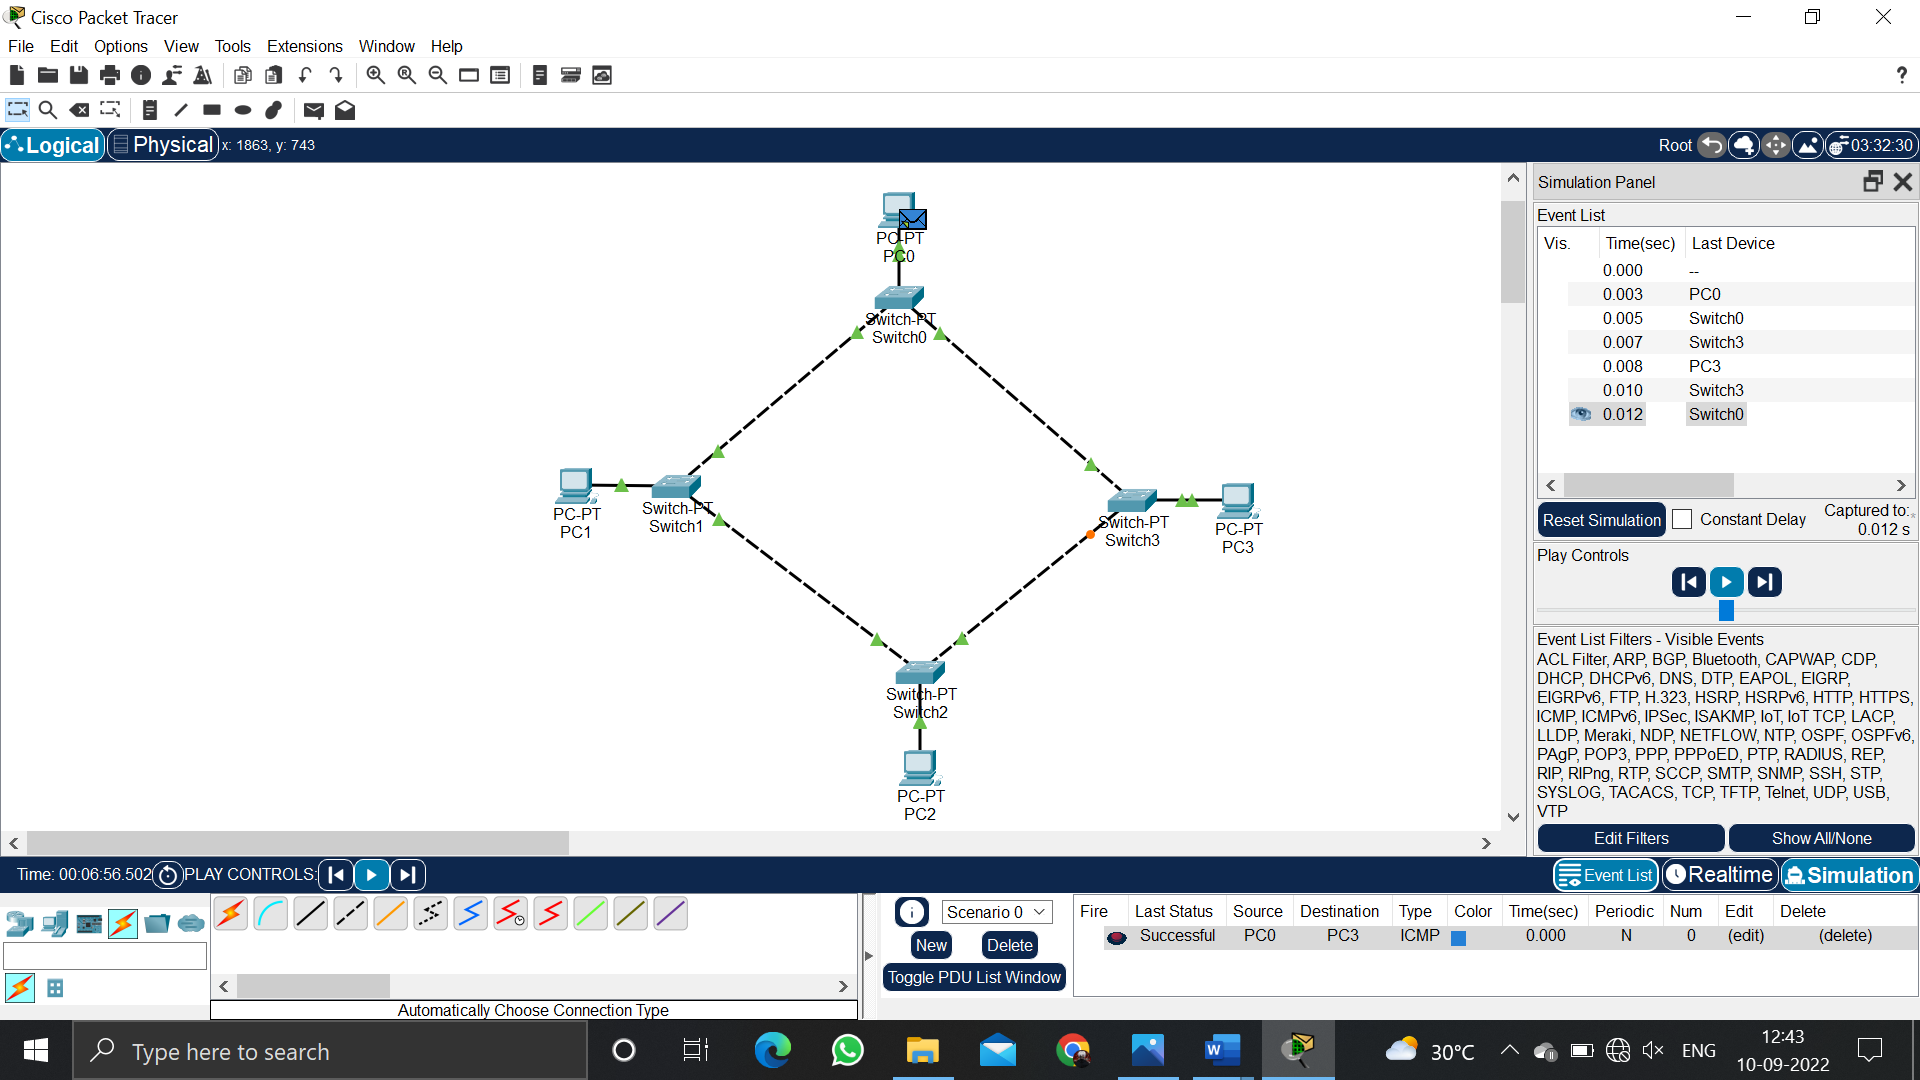 Cisco Packet Tracer
File Edit Options View Tools Extensions Window Help
?
Logical Physical x: 1863, y: 743
Root 03:32:30
PC-PT
PC0
Switch-PT
Switch0
PC-PT
PC1
Switch-PT
Switch1
Switch-PT
Switch3
PC-PT
PC3
Switch-PT
Switch2
PC-PT
PC2
Simulation Panel
Event List
Vis. Time(sec) Last Device
0.000 --
0.003 PC0
0.005 Switch0
0.007 Switch3
0.008 PC3
0.010 Switch3
0.012 Switch0
Reset Simulation Constant Delay Captured to:
0.012 s
Play Controls
Event List Filters - Visible Events
ACL Filter, ARP, BGP, Bluetooth, CAPWAP, CDP,
DHCP, DHCPv6, DNS, DTP, EAPOL, EIGRP,
EIGRPv6, FTP, H.323, HSRP, HSRPv6, HTTP, HTTPS,
ICMP, ICMPv6, IPSec, ISAKMP, IoT, IoT TCP, LACP,
LLDP, Meraki, NDP, NETFLOW, NTP, OSPF, OSPFv6,
PAgP, POP3, PPP, PPPoED, PTP, RADIUS, REP,
RIP, RIPng, RTP, SCCP, SMTP, SNMP, SSH, STP,
SYSLOG, TACACS, TCP, TFTP, Telnet, UDP, USB,
VTP
Edit Filters Show All/None
Time: 00:06:56.502 PLAY CONTROLS:
Event List Realtime Simulation
Automatically Choose Connection Type
Scenario 0
New Delete
Toggle PDU List Window
Fire Last Status Source Destination Type Color Time(sec) Periodic Num Edit Delete
Successful PC0 PC3 ICMP 0.000 N 0 (edit) (delete)
Type here to search
30°C
ENG
12:43
10-09-2022